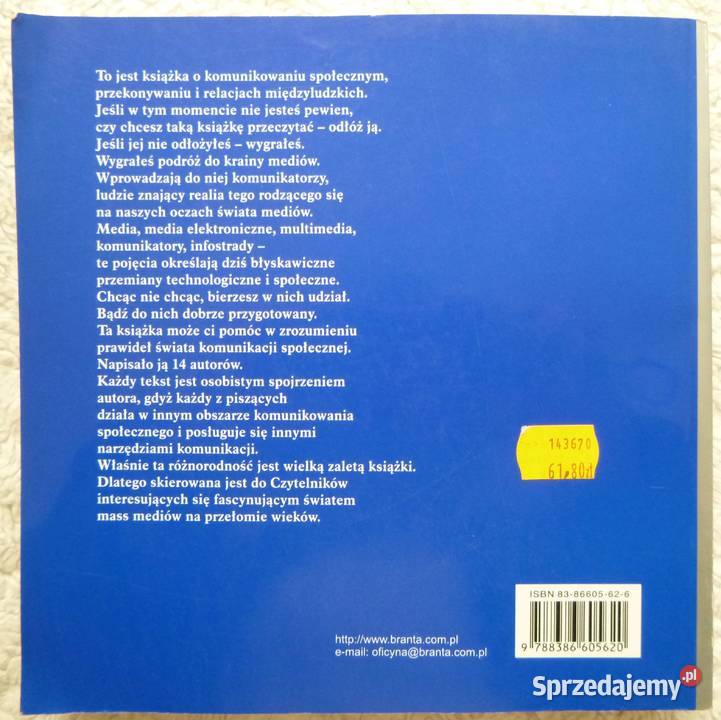 To jest książka o komunikowaniu społecznym,
przekonywaniu i relacjach międzyludzkich.
Jeśli w tym momencie nie jesteś pewien,
czy chcesz taką książkę przeczytać – odłóż ją.
Jeśli jej nie odłożyłeś – wygrałeś.
Wygrałeś podróż do krainy mediów.
Wprowadzają do niej komunikatorzy,
ludzie znający realia tego rodzącego się
na naszych oczach świata mediów.
Media, media elektroniczne, multimedia,
komunikatory, infostrady –
te pojęcia określają dziś błyskawiczne
przemiany technologiczne i społeczne.
Chcąc nie chcąc, bierzesz w nich udział.
Bądź do nich dobrze przygotowany.
Ta książka może ci pomóc w zrozumieniu
prawideł świata komunikacji społecznej.
Napisało ją 14 autorów.
Każdy tekst jest osobistym spojrzeniem
autora, gdyż każdy z piszących
działa w innym obszarze komunikowania
społecznego i posługuje się innymi
narzędziami komunikacji.
Właśnie ta różnorodność jest wielką zaletą książki.
Dlatego skierowana jest do Czytelników
interesujących się fascynującym światem
mass mediów na przełomie wieków.
143670
61,80zł
ISBN 83-86605-62-6
9 788386 605620
http://www.branta.com.pl
e-mail: oficyna@branta.com.pl
Sprzedajemy.pl